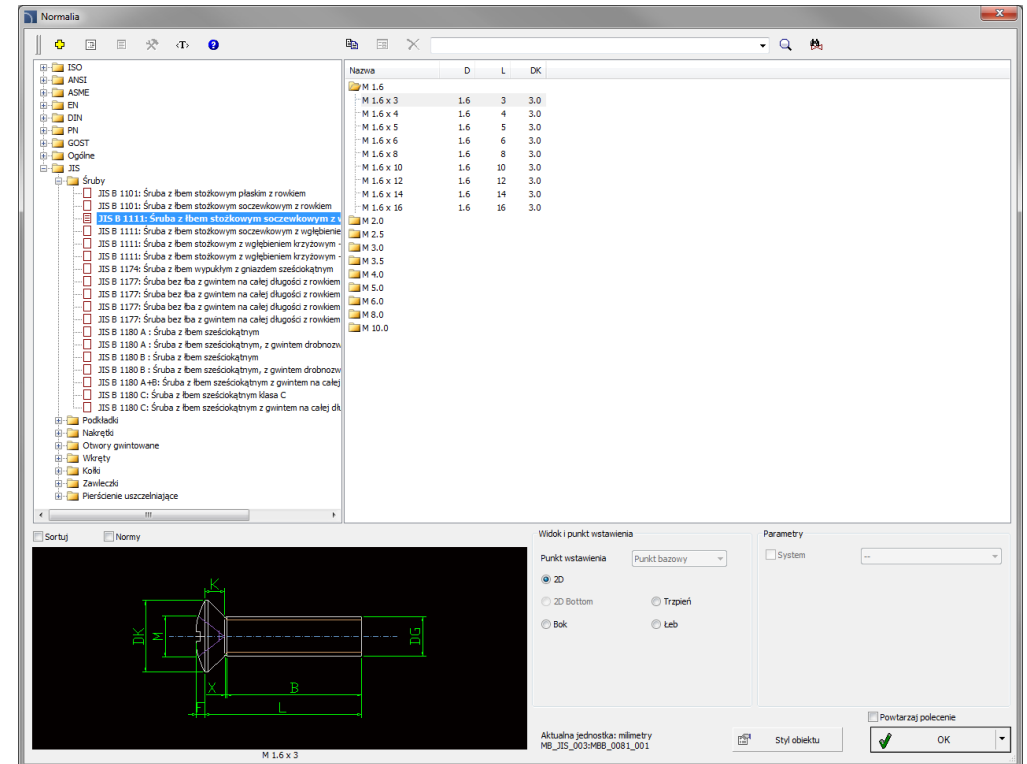 Normalia
Nazwa D L DK
ISO
ANSI
ASME
EN
DIN
PN
GOST
Ogólne
JIS
Śruby
JIS B 1101: Śruba z łbem stożkowym płaskim z rowkiem
JIS B 1101: Śruba z łbem stożkowym soczewkowym z rowkiem
JIS B 1111: Śruba z łbem stożkowym soczewkowym z
JIS B 1111: Śruba z łbem stożkowym soczewkowym z wgłębienie
JIS B 1111: Śruba z łbem stożkowym z wgłębieniem krzyżowym -
JIS B 1111: Śruba z łbem stożkowym z wgłębieniem krzyżowym -
JIS B 1174: Śruba z łbem wypukłym z gniazdem sześciokątnym
JIS B 1177: Śruba bez łba z gwintem na całej długości z rowkiem
JIS B 1177: Śruba bez łba z gwintem na całej długości z rowkiem
JIS B 1177: Śruba bez łba z gwintem na całej długości z rowkiem
JIS B 1177: Śruba bez łba z gwintem na całej długości z rowkiem
JIS B 1180 A : Śruba z łbem sześciokątnym
JIS B 1180 A : Śruba z łbem sześciokątnym, z gwintem drobnozw
JIS B 1180 B : Śruba z łbem sześciokątnym
JIS B 1180 B : Śruba z łbem sześciokątnym, z gwintem drobnozw
JIS B 1180 A+B: Śruba z łbem sześciokątnym z gwintem na całej
JIS B 1180 C: Śruba z łbem sześciokątnym klasa C
JIS B 1180 C: Śruba z łbem sześciokątnym z gwintem na całej dłu
Podkładki
Nakrętki
Otwory gwintowane
Wkręty
Kołki
Zawleczki
Pierścienie uszczelniające
M 1.6
M 1.6 x 3 1.6 3 3.0
M 1.6 x 4 1.6 4 3.0
M 1.6 x 5 1.6 5 3.0
M 1.6 x 6 1.6 6 3.0
M 1.6 x 8 1.6 8 3.0
M 1.6 x 10 1.6 10 3.0
M 1.6 x 12 1.6 12 3.0
M 1.6 x 14 1.6 14 3.0
M 1.6 x 16 1.6 16 3.0
M 2.0
M 2.5
M 3.0
M 3.5
M 4.0
M 5.0
M 6.0
M 8.0
M 10.0
Sortuj Normy
K
DK M DG
X B
F L
M 1.6 x 3
Widok i punkt wstawienia
Punkt wstawienia Punkt bazowy
2D
2D Bottom Trzpień
Bok Łeb
Parametry
System --
Powtarzaj polecenie
Aktualna jednostka: milimetry
MB_JIS_003:MBB_0081_001
Styl obiektu OK